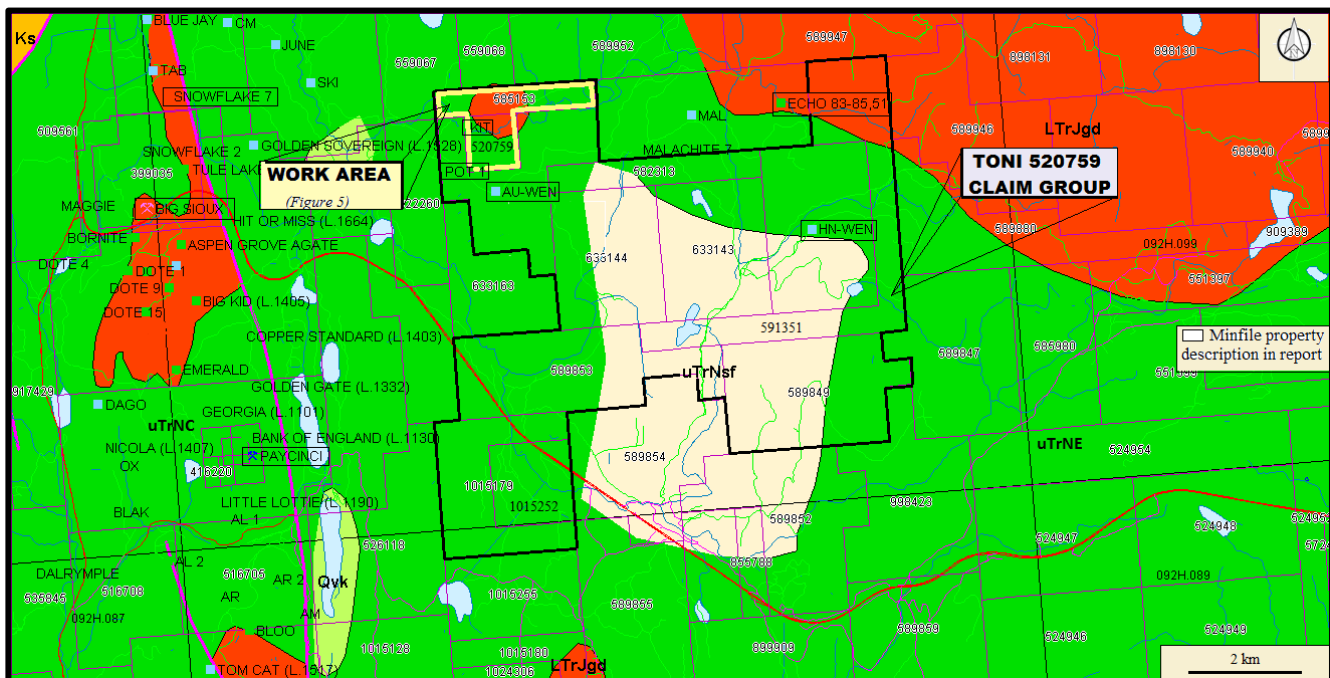 BLUE JAY
CM
Ks
JUNE
559068
589952
589947
898131
898130
559067
TAB
SKI
SNOWFLAKE 7
585153
ECHO 83-85,51
509561
MAL
KIT
589946
LTrJgd
SNOWFLAKE 2
GOLDEN SOVEREIGN (L.1528)
520759
MALACHITE 7
589940
TULE LAKE
WORK AREA
(Figure 5)
POT 1
592313
TONI 520759
CLAIM GROUP
399035
AU-WEN
MAGGIE
BIG SIOUX
HIT OR MISS (L.1664)
22260
HN-WEN
589880
909389
BORNITE
ASPEN GROVE AGATE
633143
092H.099
DOTE 4
DOTE 1
633144
551397
DOTE 9
633163
BIG KID (L.1405)
DOTE 15
591351
Minfile property
description in report
COPPER STANDARD (L.1403)
589847
585980
EMERALD
589853
uTrNsf
551399
917429
GOLDEN GATE (L.1332)
589849
DAGO
GEORGIA (L.1101)
uTrNC
BANK OF ENGLAND (L.1130)
uTrNE
NICOLA (L.1407)
PAYCINCI
589854
524954
OX
416220
1015179
LITTLE LOTTIE (L.1190)
1015252
998423
BLAK
AL 1
589852
524948
524947
526118
AL 2
855788
DALRYMPLE
516705
AR 2
Qvk
092H.089
535845
516708
AR
1015255
589855
092H.087
AM
589859
BLOO
524946
524949
1015128
1015180
899909
TOM CAT (L.1517)
1024306
LTrJgd
2 km